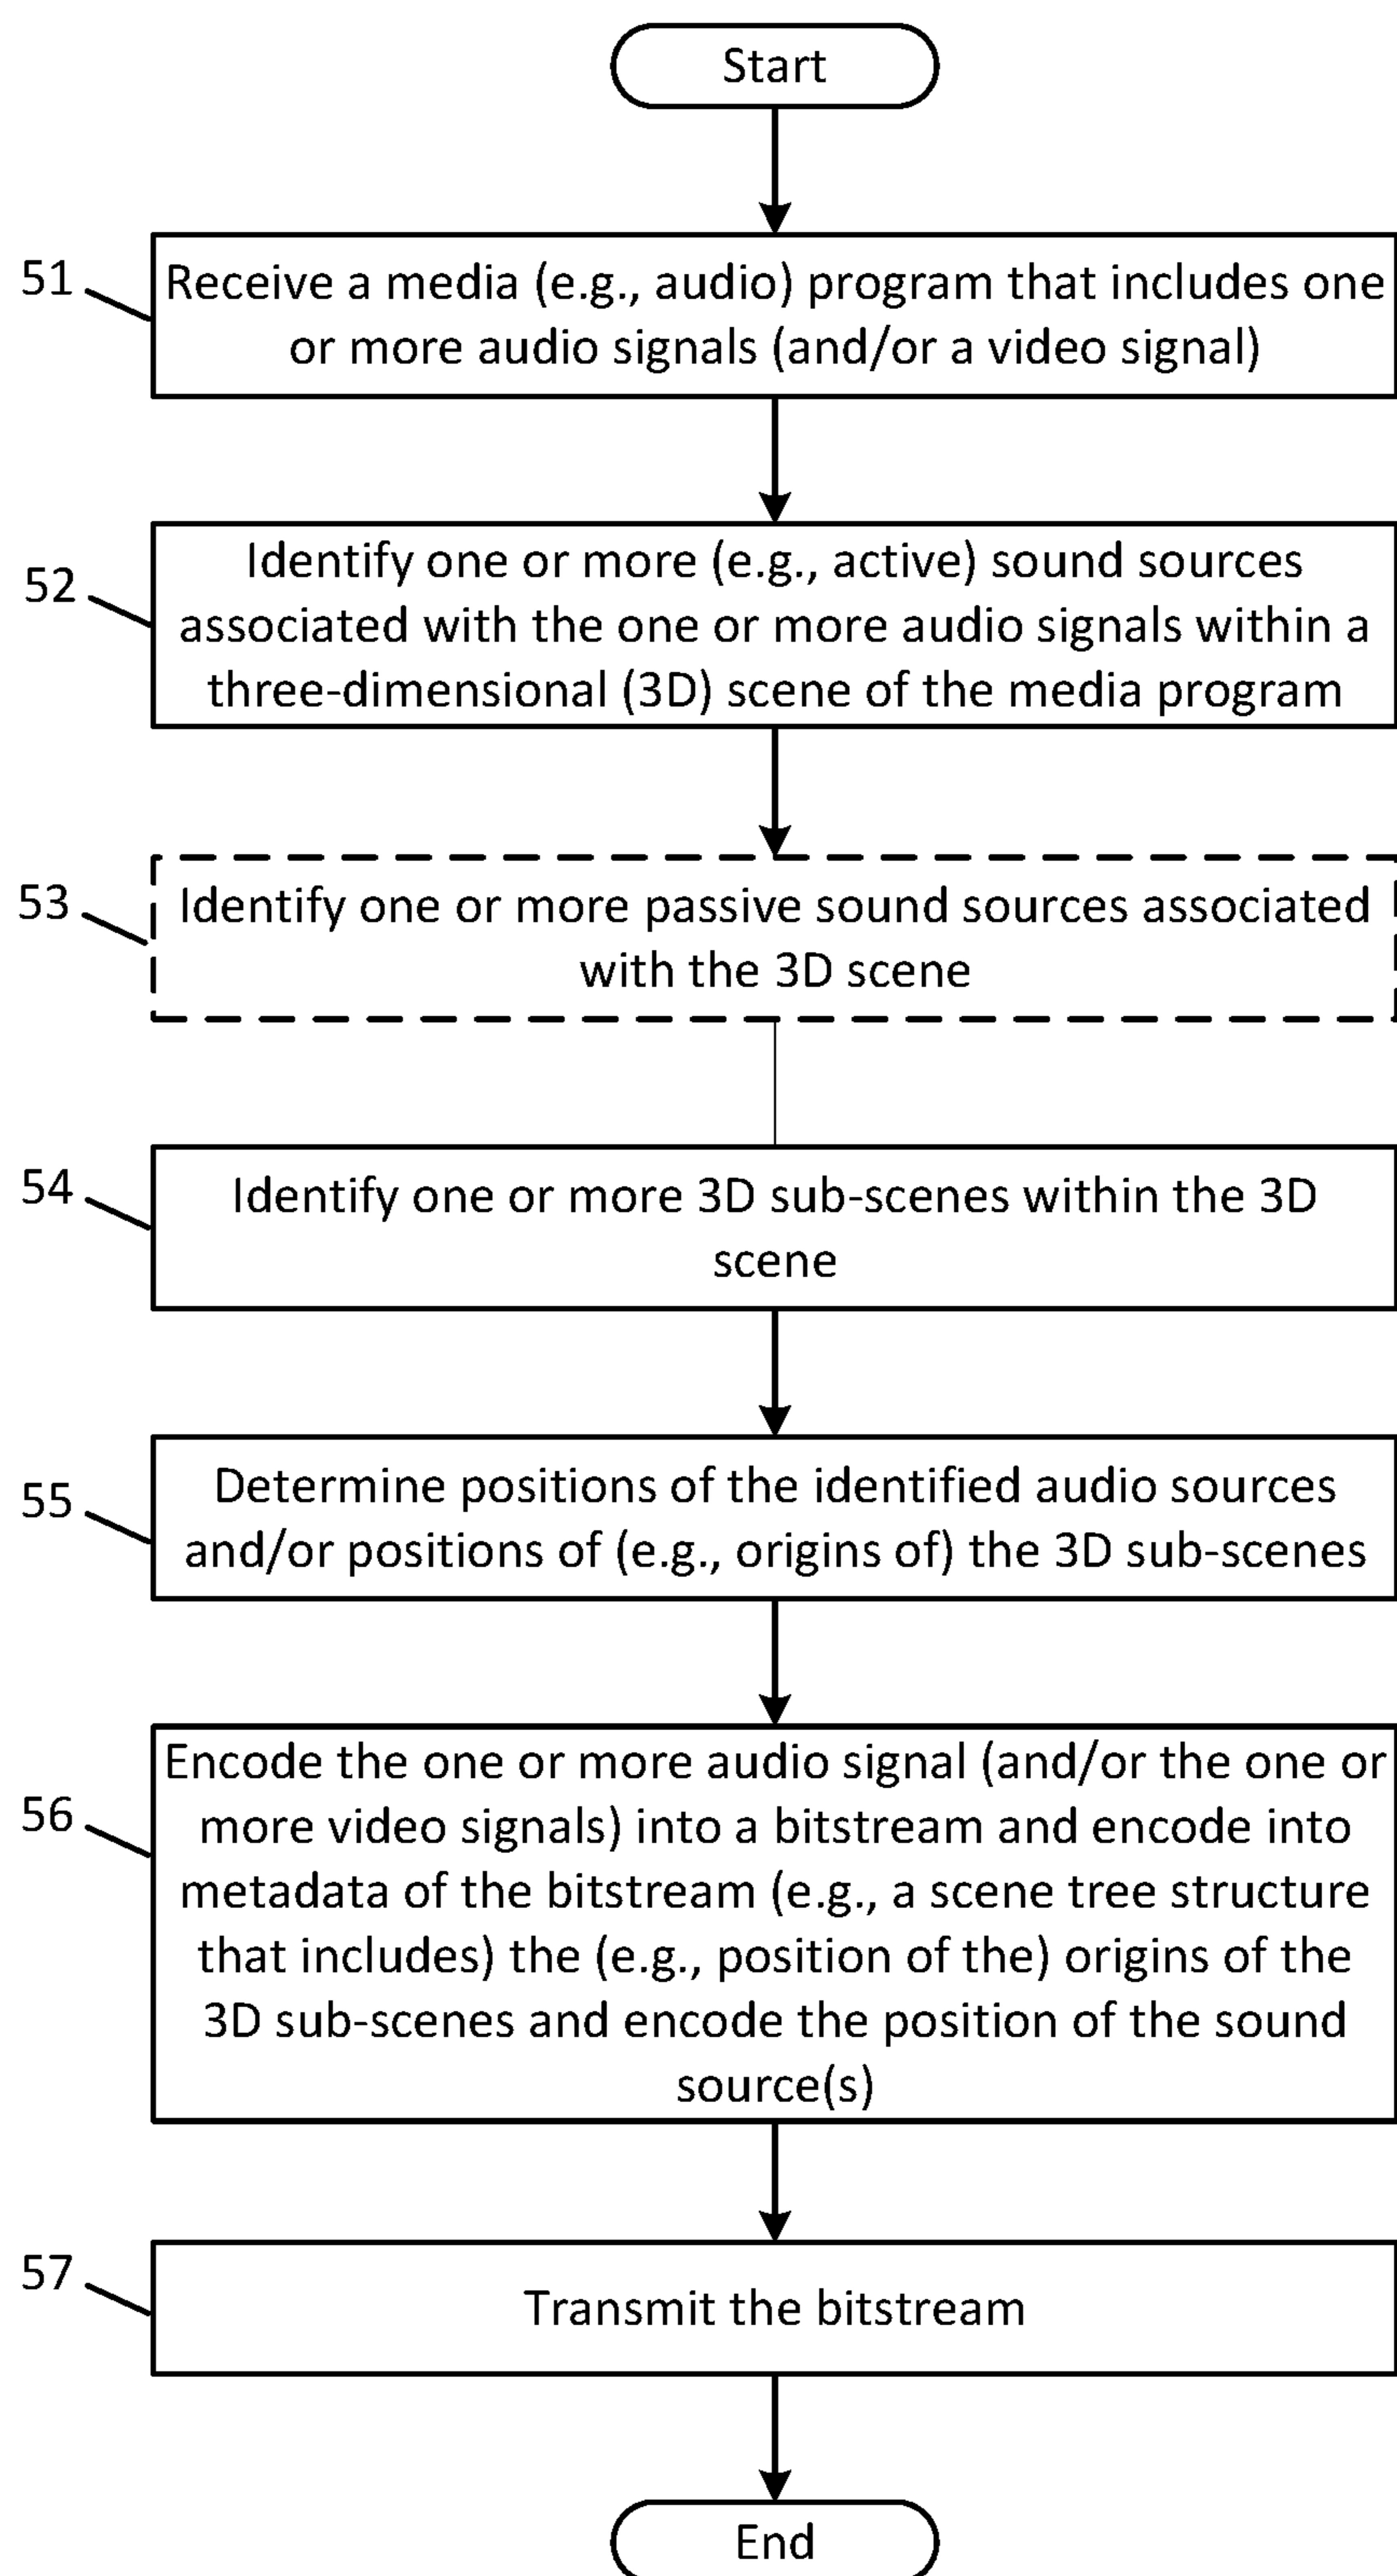 Start
51
Receive a media (e.g., audio) program that includes one
or more audio signals (and/or a video signal)
52
Identify one or more (e.g., active) sound sources
associated with the one or more audio signals within a
three-dimensional (3D) scene of the media program
53
Identify one or more passive sound sources associated
with the 3D scene
54
Identify one or more 3D sub-scenes within the 3D
scene
55
Determine positions of the identified audio sources
and/or positions of (e.g., origins of) the 3D sub-scenes
56
Encode the one or more audio signal (and/or the one or
more video signals) into a bitstream and encode into
metadata of the bitstream (e.g., a scene tree structure
that includes) the (e.g., position of the) origins of the
3D sub-scenes and encode the position of the sound
source(s)
57
Transmit the bitstream
End